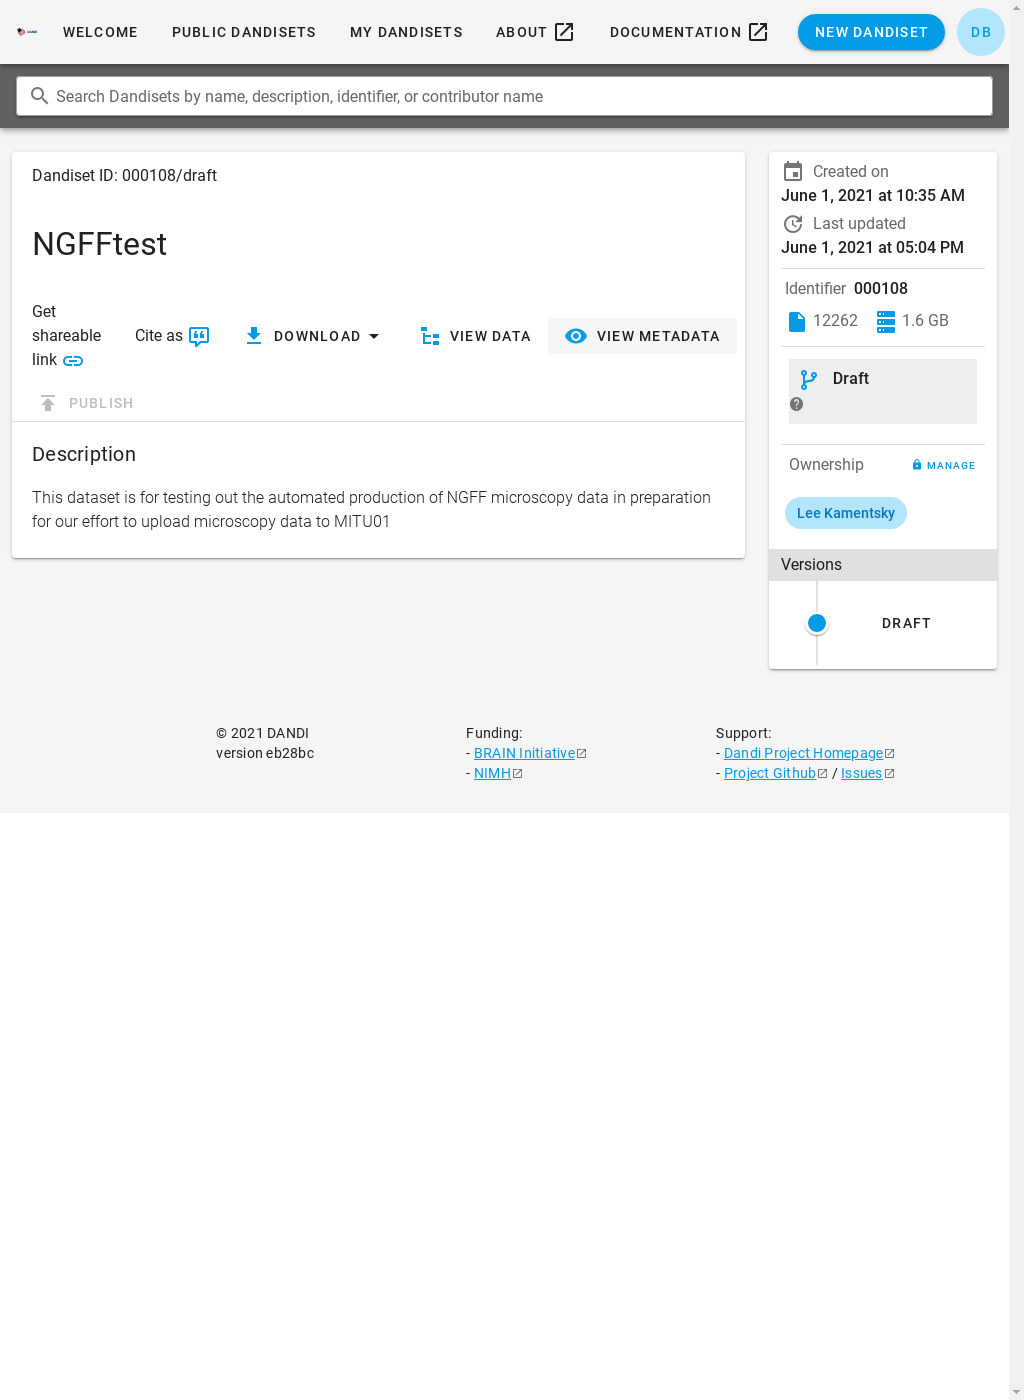 WELCOME
PUBLIC DANDISETS
MY DANDISETS
ABOUT
DOCUMENTATION
NEW DANDISET
DB
Search Dandisets by name, description, identifier, or contributor name
Dandiset ID: 000108/draft
NGFFtest
Get
shareable
link
Cite as
DOWNLOAD
VIEW DATA
VIEW METADATA
PUBLISH
Description
This dataset is for testing out the automated production of NGFF microscopy data in preparation
for our effort to upload microscopy data to MITU01
Created on
June 1, 2021 at 10:35 AM
Last updated
June 1, 2021 at 05:04 PM
Identifier 000108
12262
1.6 GB
Draft
Ownership
MANAGE
Lee Kamentsky
Versions
DRAFT
© 2021 DANDI
version eb28bc
Funding:
- BRAIN Initiative
- NIMH
Support:
- Dandi Project Homepage
- Project Github / Issues